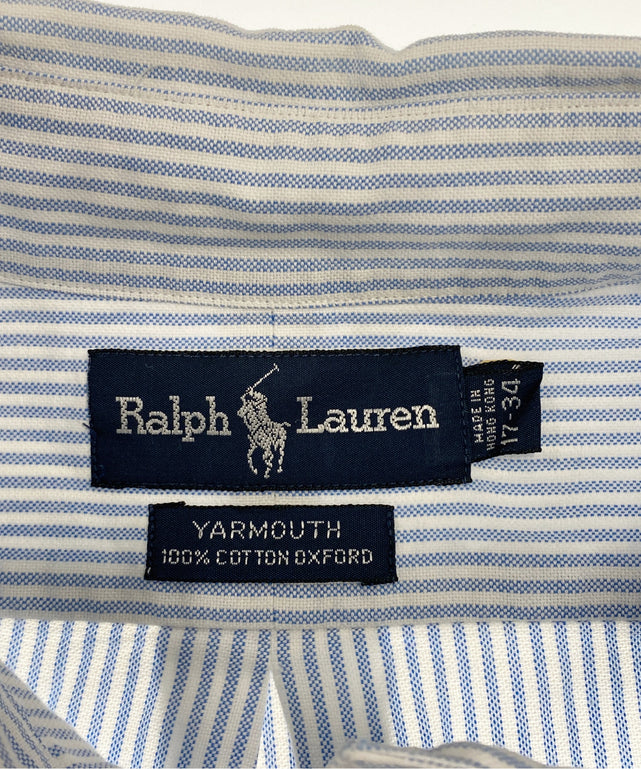 Ralph Lauren
MADE IN
HONG KONG
17-34
YARMOUTH
100% COTTON OXFORD